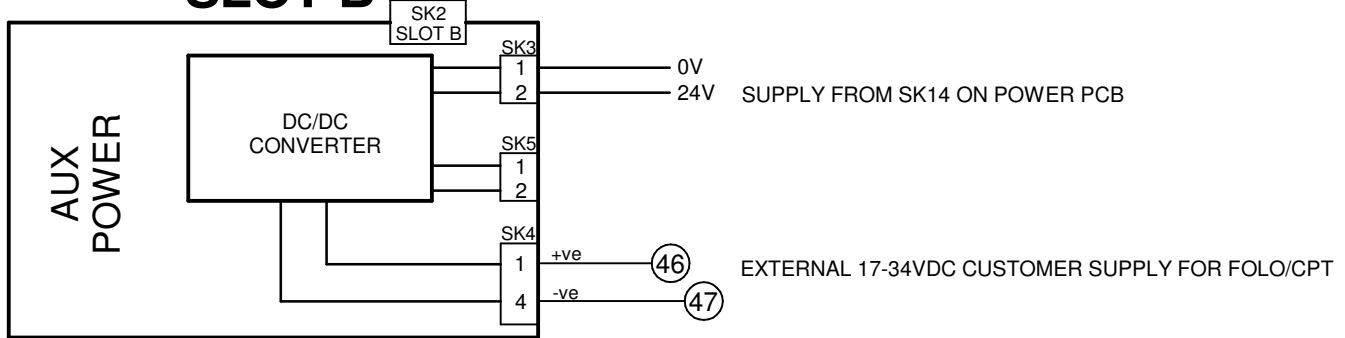 SLOT B
SK2
SLOT B
SK3
1
0V
2
24V
SUPPLY FROM SK14 ON POWER PCB
DC/DC
CONVERTER
AUX
POWER
SK5
1
2
SK4
1
+ve
46
EXTERNAL 17-34VDC CUSTOMER SUPPLY FOR FOLO/CPT
4
-ve
47